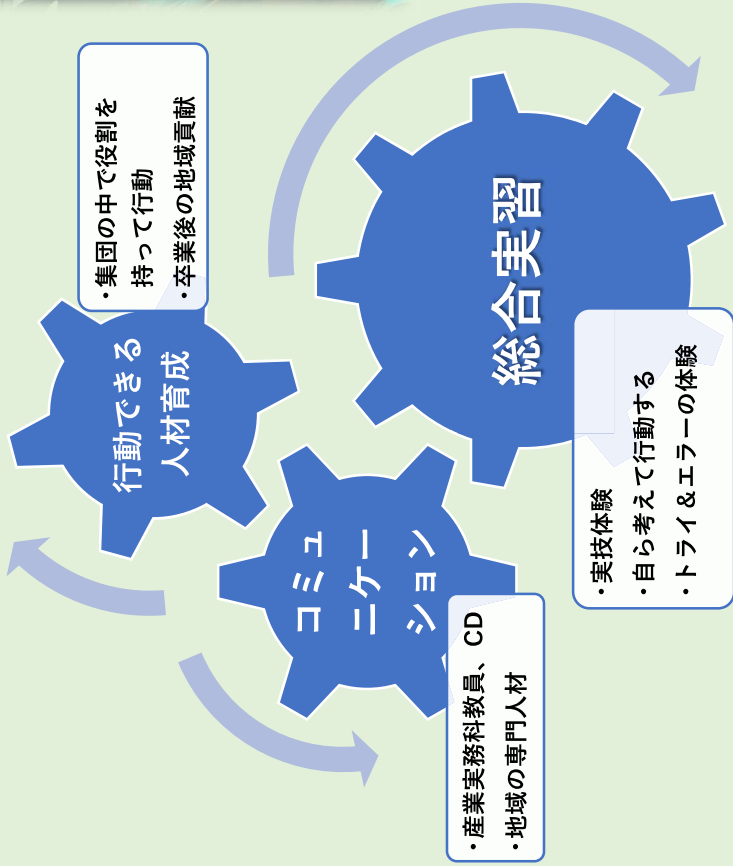 行動できる
人材育成
・集団の中で役割を
持って行動
・卒業後の地域貢献
コミュ
ニケー
ション
・産業実務科教員、CD
・地域の専門人材
総合実習
・実技体験
・自ら考えて行動する
・トライ＆エラーの体験